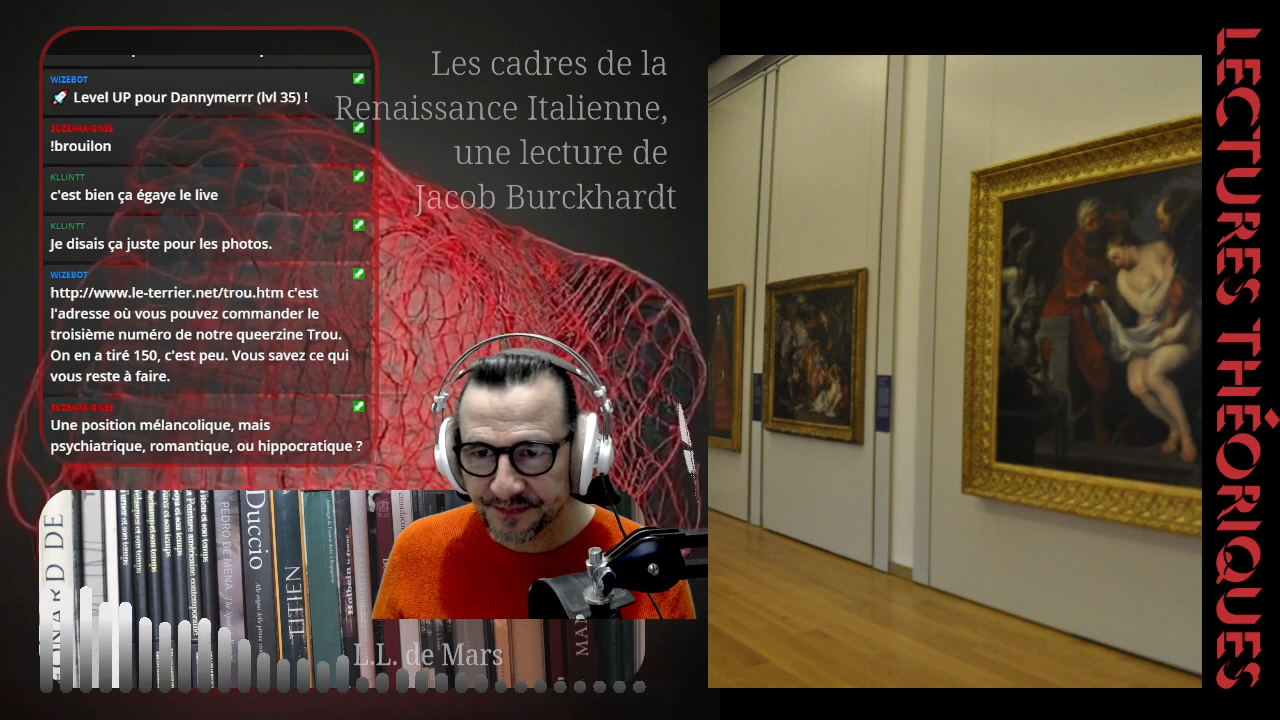 WIZEBOT
🚀 Level UP pour Dannymerrr (lvl 35) !
SUZEARAIGNEE
!brouilon
KLLINTT
c'est bien ça égaye le live
KLLINTT
Je disais ça juste pour les photos.
WIZEBOT
http://www.le-terrier.net/trou.htm c'est
l'adresse où vous pouvez commander le
troisième numéro de notre queerzine Trou.
On en a tiré 150, c'est peu. Vous savez ce qui
vous reste à faire.
SUZEARAIGNEE
Une position mélancolique, mais
psychiatrique, romantique, ou hippocratique ?
Les cadres de la
Renaissance Italienne,
une lecture de
Jacob Burckhardt
PEDRO DE MENA
Duccio
L.L. de Mars
LECTURES THÉORIQUES